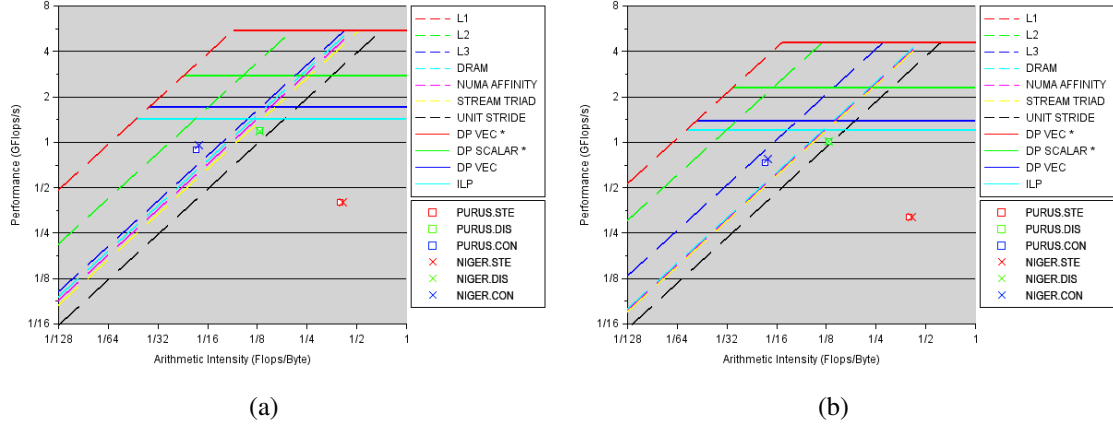 8
4
2
1
1/2
1/4
1/8
1/16
Performance (GFlops/s)
1/128
1/64
1/32
1/16
1/8
1/4
1/2
1
Arithmetic Intensity (Flops/Byte)
L1
L2
L3
DRAM
NUMA AFFINITY
STREAM TRIAD
UNIT STRIDE
DP VEC *
DP SCALAR *
DP VEC
ILP
PURUS.STE
PURUS.DIS
PURUS.CON
NIGER.STE
NIGER.DIS
NIGER.CON
(a)
8
4
2
1
1/2
1/4
1/8
1/16
Performance (GFlops/s)
1/128
1/64
1/32
1/16
1/8
1/4
1/2
1
Arithmetic Intensity (Flops/Byte)
L1
L2
L3
DRAM
NUMA AFFINITY
STREAM TRIAD
UNIT STRIDE
DP VEC *
DP SCALAR *
DP VEC
ILP
PURUS.STE
PURUS.DIS
PURUS.CON
NIGER.STE
NIGER.DIS
NIGER.CON
(b)